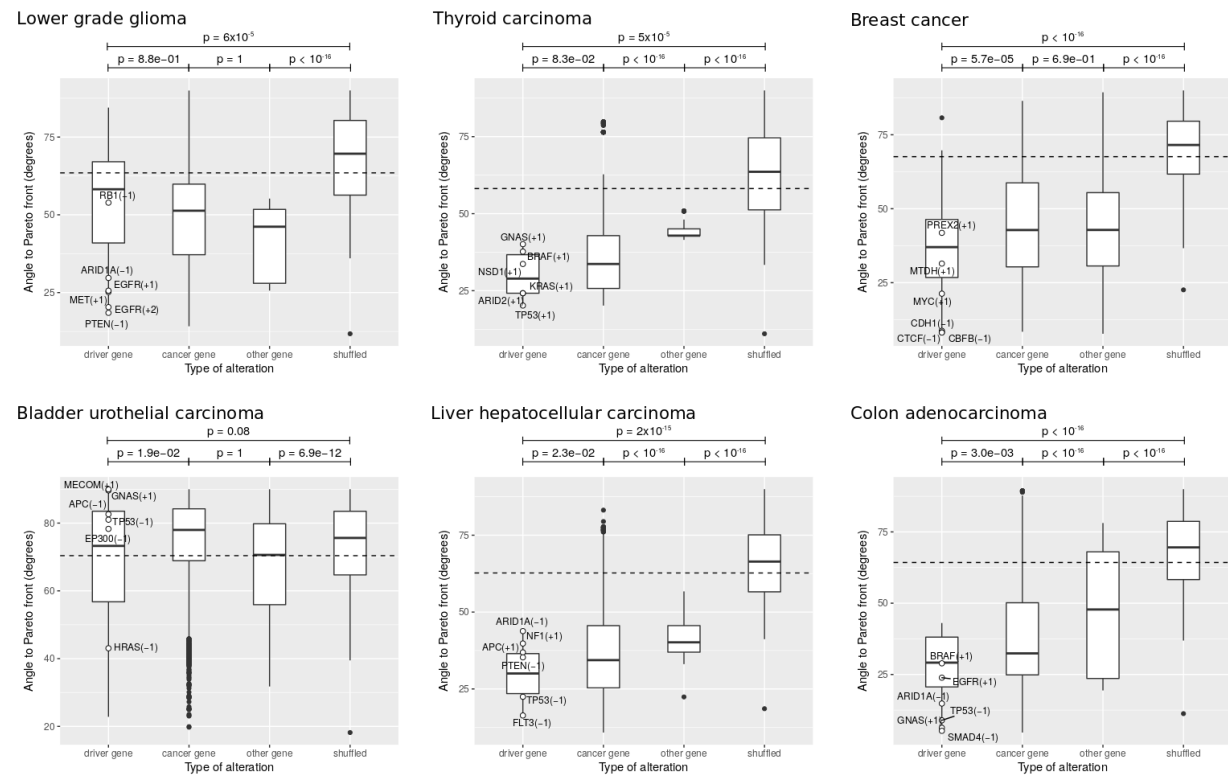 Lower grade glioma
p = 6x10⁻⁵
p = 8.8e−01 p = 1 p < 10⁻¹⁶
Angle to Pareto front (degrees)
75
50
25
RB1(−1)
ARID1A(−1)
EGFR(+1)
MET(+1)
EGFR(+2)
PTEN(−1)
driver gene cancer gene other gene shuffled
Type of alteration
Thyroid carcinoma
p = 5x10⁻⁵
p = 8.3e−02 p < 10⁻¹⁶ p < 10⁻¹⁶
Angle to Pareto front (degrees)
75
50
25
GNAS(+1)
BRAF(+1)
NSD1(+1)
KRAS(+1)
ARID2(+1)
TP53(+1)
driver gene cancer gene other gene shuffled
Type of alteration
Breast cancer
p < 10⁻¹⁶
p = 5.7e−05 p = 6.9e−01 p < 10⁻¹⁶
Angle to Pareto front (degrees)
75
50
25
PREX2(+1)
MTDH(+1)
MYC(+1)
CDH1(−1)
CTCF(−1) CBFB(−1)
driver gene cancer gene other gene shuffled
Type of alteration
Bladder urothelial carcinoma
p = 0.08
p = 1.9e−02 p = 1 p = 6.9e−12
Angle to Pareto front (degrees)
80
60
40
20
MECOM(+1)
GNAS(+1)
APC(−1)
TP53(−1)
EP300(−1)
HRAS(−1)
driver gene cancer gene other gene shuffled
Type of alteration
Liver hepatocellular carcinoma
p = 2x10⁻¹⁵
p = 2.3e−02 p < 10⁻¹⁶ p < 10⁻¹⁶
Angle to Pareto front (degrees)
75
50
25
ARID1A(−1)
NF1(+1)
APC(+1)
PTEN(−1)
TP53(−1)
FLT3(−1)
driver gene cancer gene other gene shuffled
Type of alteration
Colon adenocarcinoma
p < 10⁻¹⁶
p = 3.0e−03 p < 10⁻¹⁶ p < 10⁻¹⁶
Angle to Pareto front (degrees)
75
50
25
BRAF(+1)
EGFR(+1)
ARID1A(−1)
TP53(−1)
GNAS(+1)
SMAD4(−1)
driver gene cancer gene other gene shuffled
Type of alteration